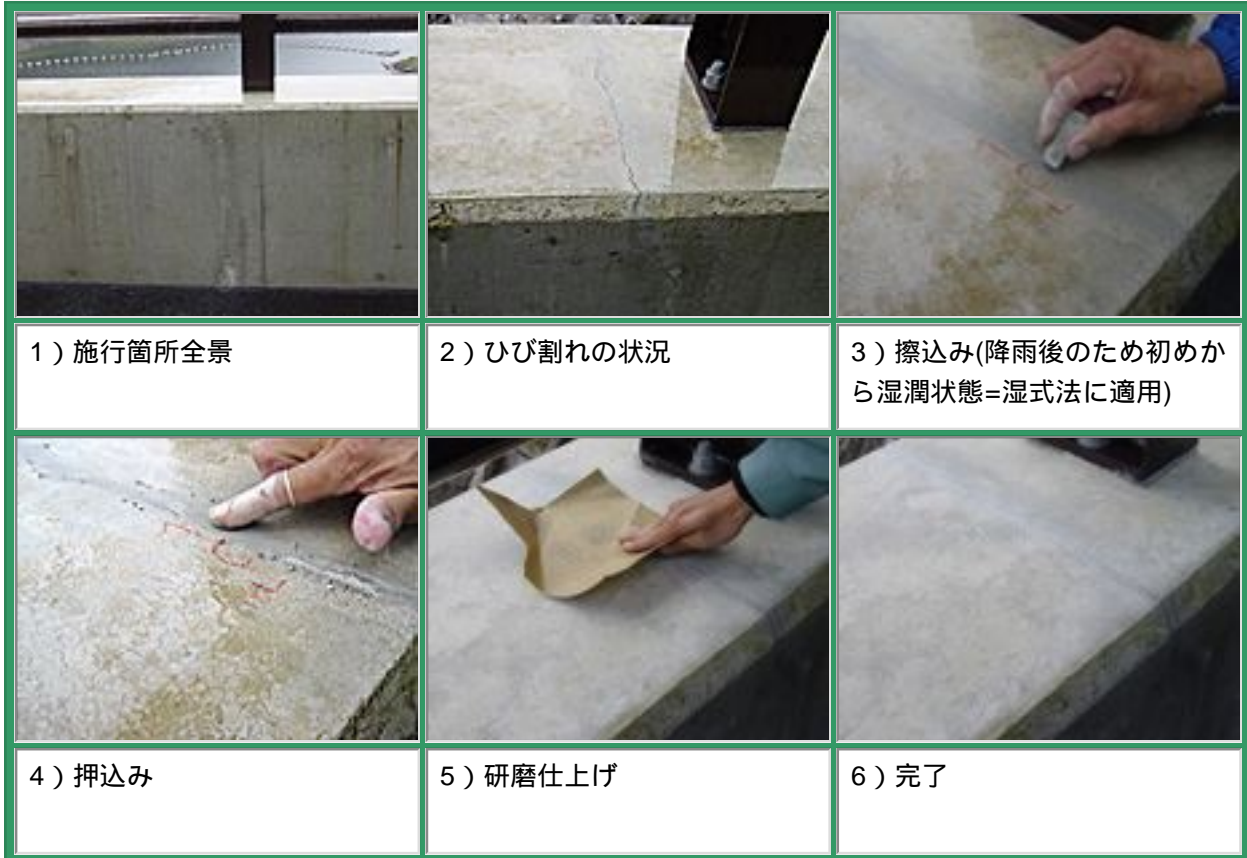 1）施行箇所全景
2）ひび割れの状況
3）擦込み(降雨後のため初めか
ら湿潤状態=湿式法に適用)
4）押込み
5）研磨仕上げ
6）完了